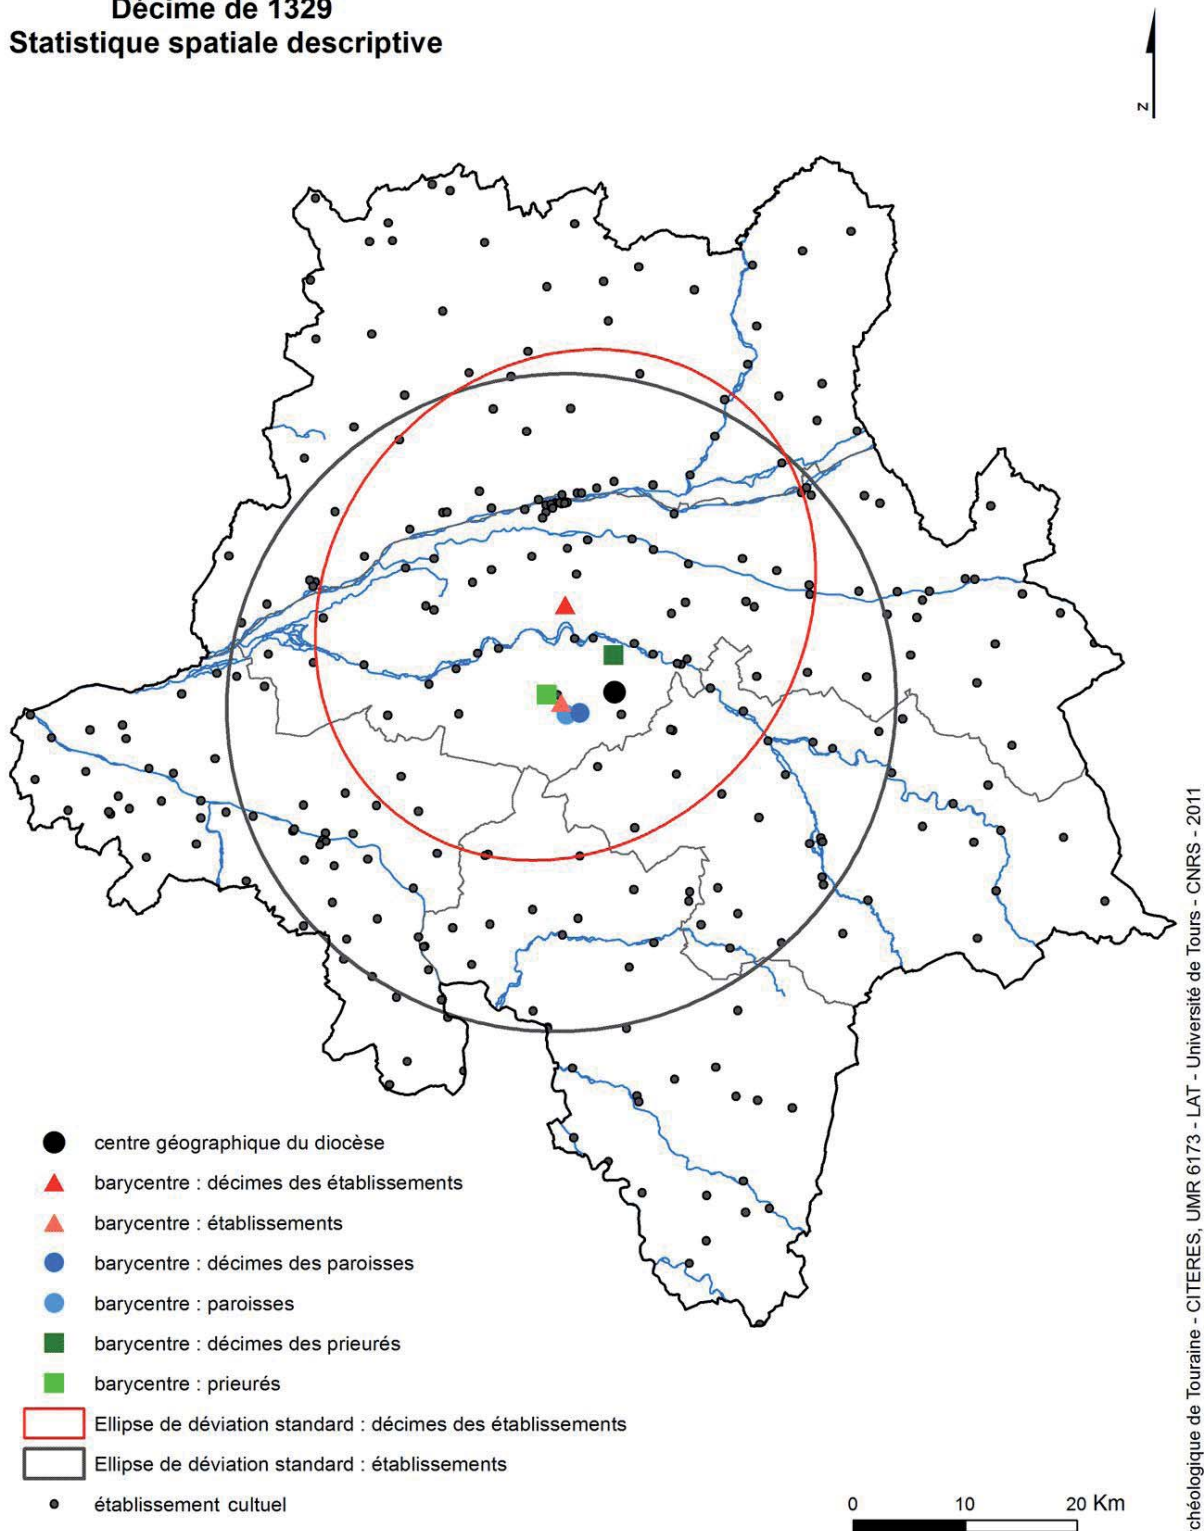 Décime de 1329
Statistique spatiale descriptive
z
centre géographique du diocèse
barycentre : décimes des établissements
barycentre : établissements
barycentre : décimes des paroisses
barycentre : paroisses
barycentre : décimes des prieurés
barycentre : prieurés
Ellipse de déviation standard : décimes des établissements
Ellipse de déviation standard : établissements
établissement cultuel
0 10 20 Km
chéologique de Touraine - CITERES, UMR 6173 - LAT - Université de Tours - CNRS - 2011